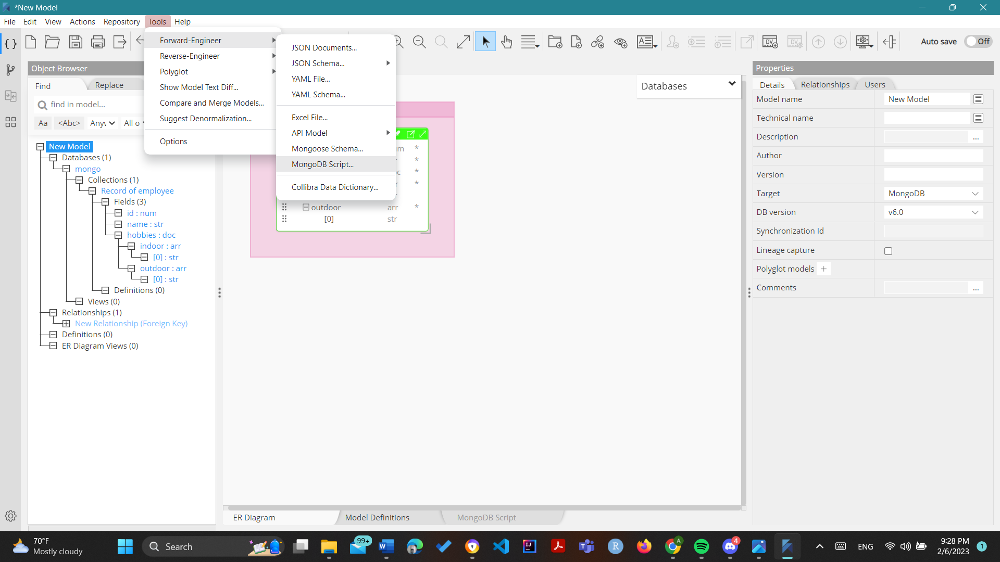 *New Model
File Edit View Actions Repository Tools Help
Auto save Off
Object Browser
Find Replace
find in model...
Aa <Abc> Any All o
New Model
Databases (1)
mongo
Collections (1)
Record of employee
Fields (3)
id : num
name : str
hobbies : doc
indoor : arr
[0] : str
outdoor : arr
[0] : str
Definitions (0)
Views (0)
Relationships (1)
New Relationship (Foreign Key)
Definitions (0)
ER Diagram Views (0)
Forward-Engineer
Reverse-Engineer
Polyglot
Show Model Text Diff...
Compare and Merge Models...
Suggest Denormalization...
Options
JSON Documents...
JSON Schema...
YAML File...
YAML Schema...
Excel File...
API Model
Mongoose Schema...
MongoDB Script...
Collibra Data Dictionary...
outdoor arr *
[0] str
Databases
ER Diagram Model Definitions MongoDB Script
Properties
Details Relationships Users
Model name New Model
Technical name
Description ...
Author
Version
Target MongoDB
DB version v6.0
Synchronization Id
Lineage capture
Polyglot models +
Comments ...
70°F
Mostly cloudy
Search
99+
4
ENG
9:28 PM
2/6/2023
1